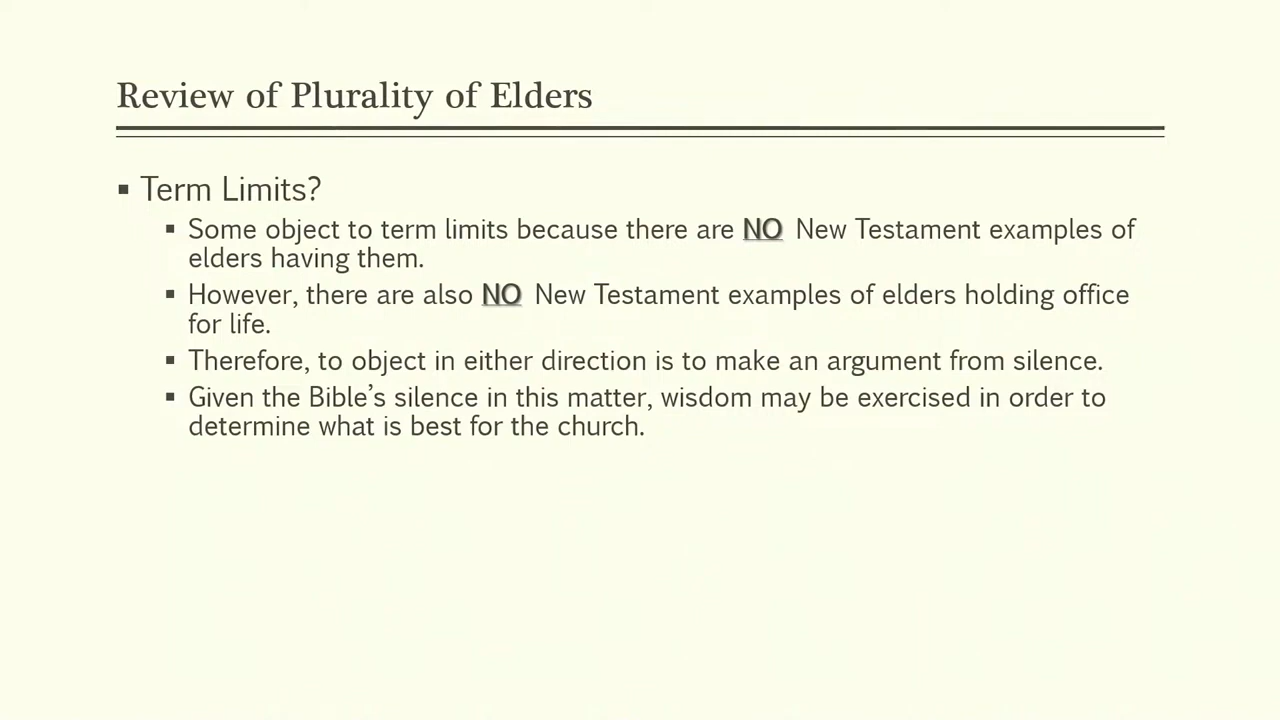 Review of Plurality of Elders
▪ Term Limits?
▪ Some object to term limits because there are NO New Testament examples of
elders having them.
▪ However, there are also NO New Testament examples of elders holding office
for life.
▪ Therefore, to object in either direction is to make an argument from silence.
▪ Given the Bible’s silence in this matter, wisdom may be exercised in order to
determine what is best for the church.